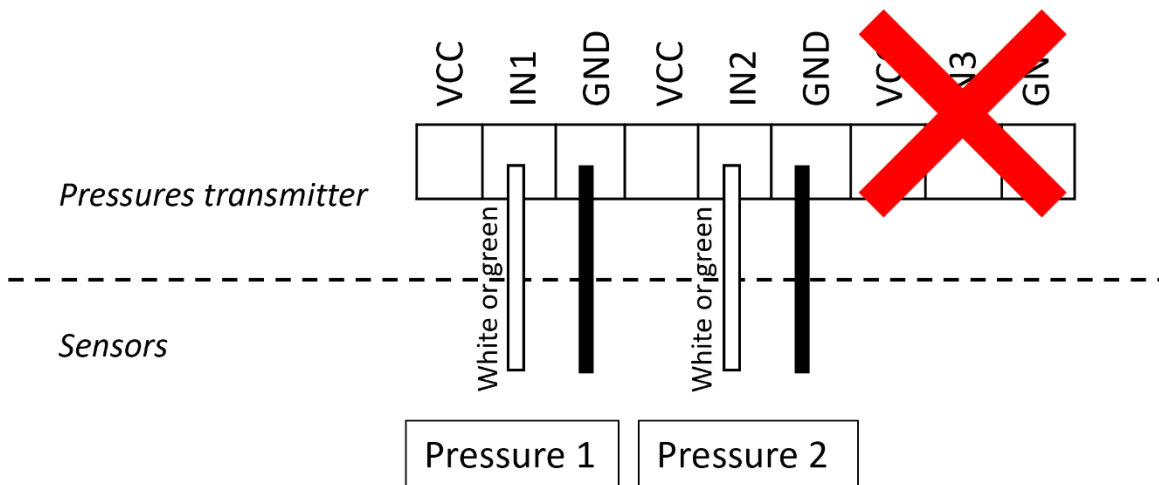 VCC
IN1
GND
VCC
IN2
GND
Pressures transmitter
White or green
White or green
Sensors
Pressure 1
Pressure 2